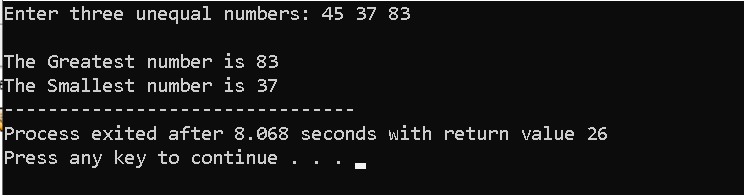 Enter three unequal numbers: 45 37 83
The Greatest number is 83
The Smallest number is 37
--------------------------------
Process exited after 8.068 seconds with return value 26
Press any key to continue . . .